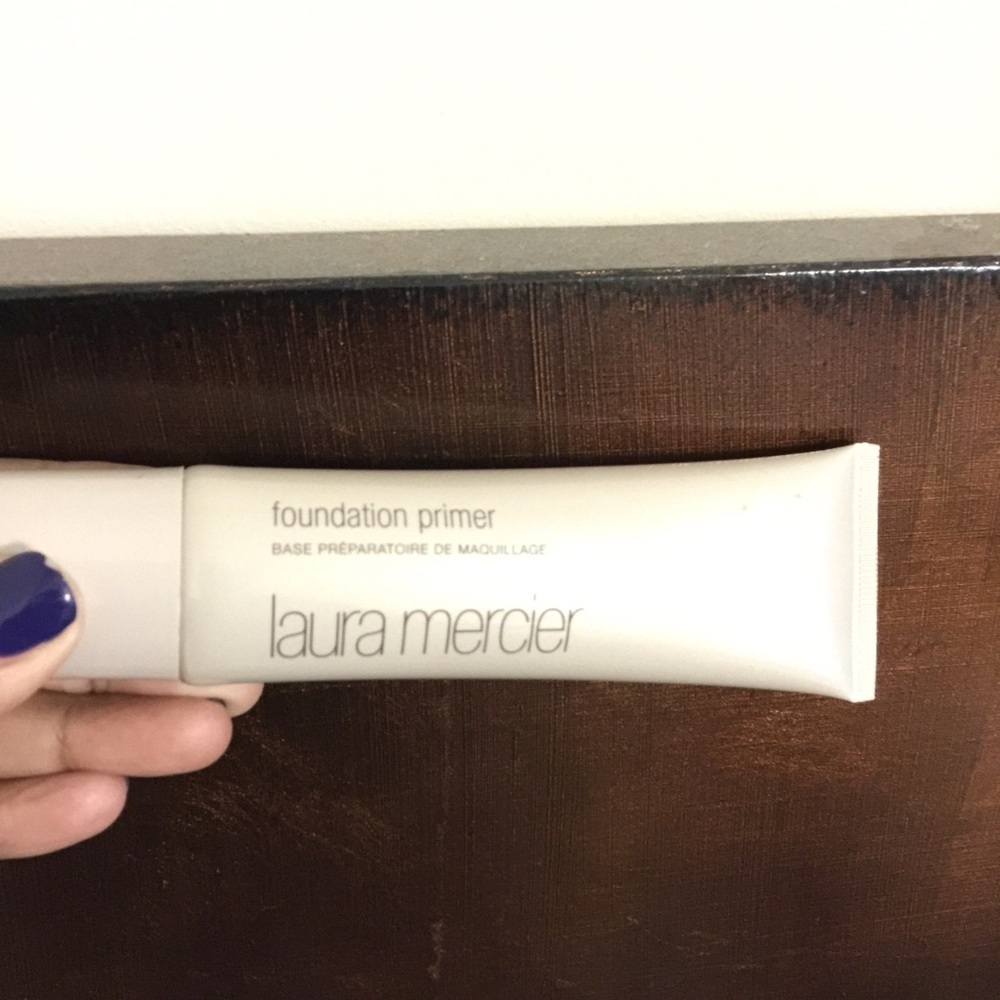 foundation primer
BASE PRÉPARATOIRE DE MAQUILLAGE
laura mercier